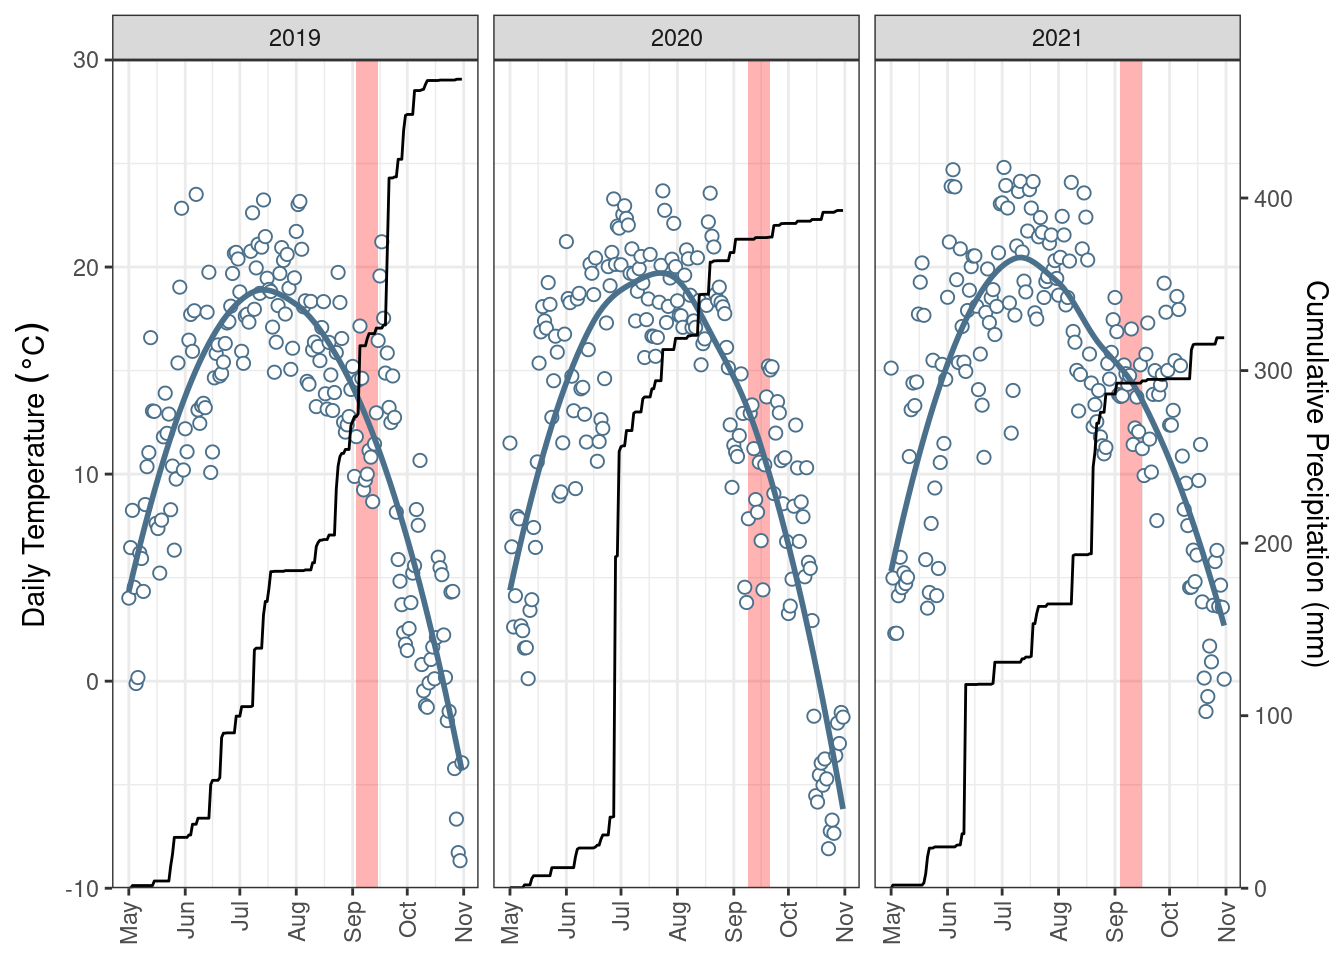 2019 2020 2021
30
20
10
0
-10
Daily Temperature (°C)
400
300
200
100
0
Cumulative Precipitation (mm)
May Jun Jul Aug Sep Oct Nov
May Jun Jul Aug Sep Oct Nov
May Jun Jul Aug Sep Oct Nov